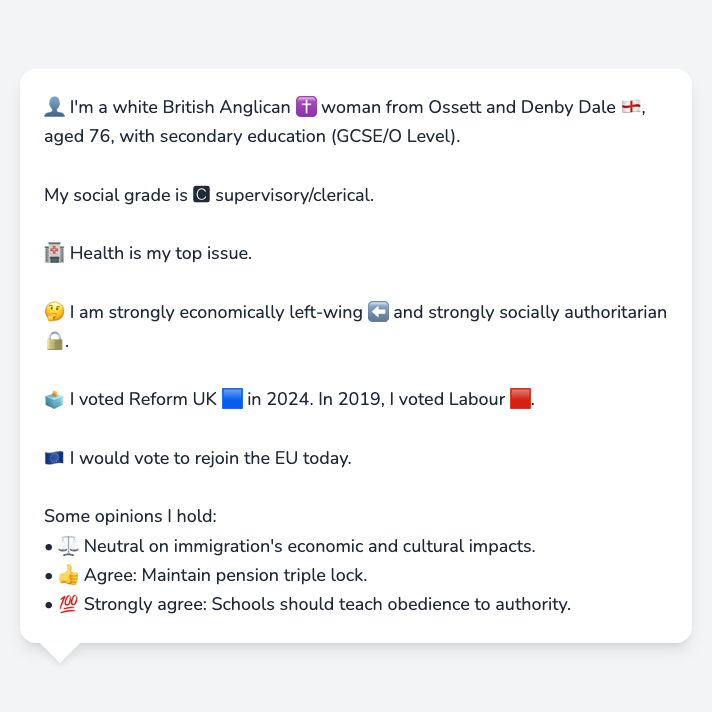 👤 I'm a white British Anglican ✝️ woman from Ossett and Denby Dale 🏴󠁧󠁢󠁥󠁮󠁧󠁿,
aged 76, with secondary education (GCSE/O Level).
My social grade is 🅲 supervisory/clerical.
🏥 Health is my top issue.
🤔 I am strongly economically left-wing ⬅️ and strongly socially authoritarian
🔒.
🗳️ I voted Reform UK 🟦 in 2024. In 2019, I voted Labour 🟥.
🇪🇺 I would vote to rejoin the EU today.
Some opinions I hold:
• ⚖️ Neutral on immigration's economic and cultural impacts.
• 👍 Agree: Maintain pension triple lock.
• 💯 Strongly agree: Schools should teach obedience to authority.